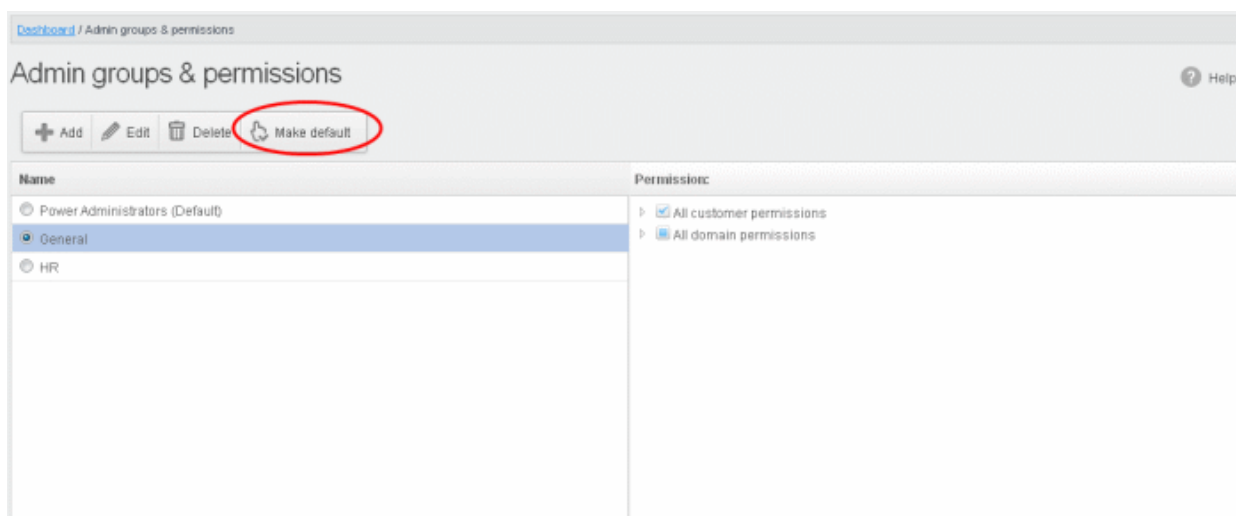 Dashboard / Admin groups & permissions
Admin groups & permissions
Help
Add Edit Delete Make default
Name Permission:
Power Administrators (Default) All customer permissions
General All domain permissions
HR